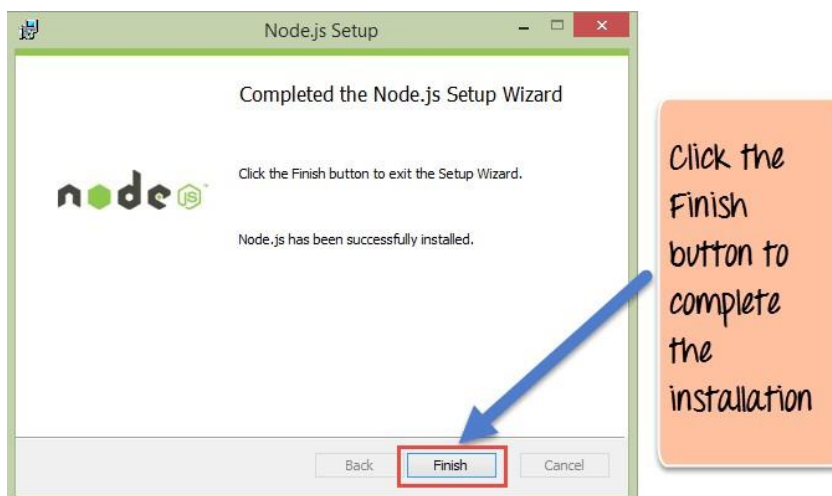 Node.js Setup
Completed the Node.js Setup Wizard
Click the Finish button to exit the Setup Wizard.
node JS
Node.js has been successfully installed.
Back Finish Cancel
Click the
Finish
button to
complete
the
installation